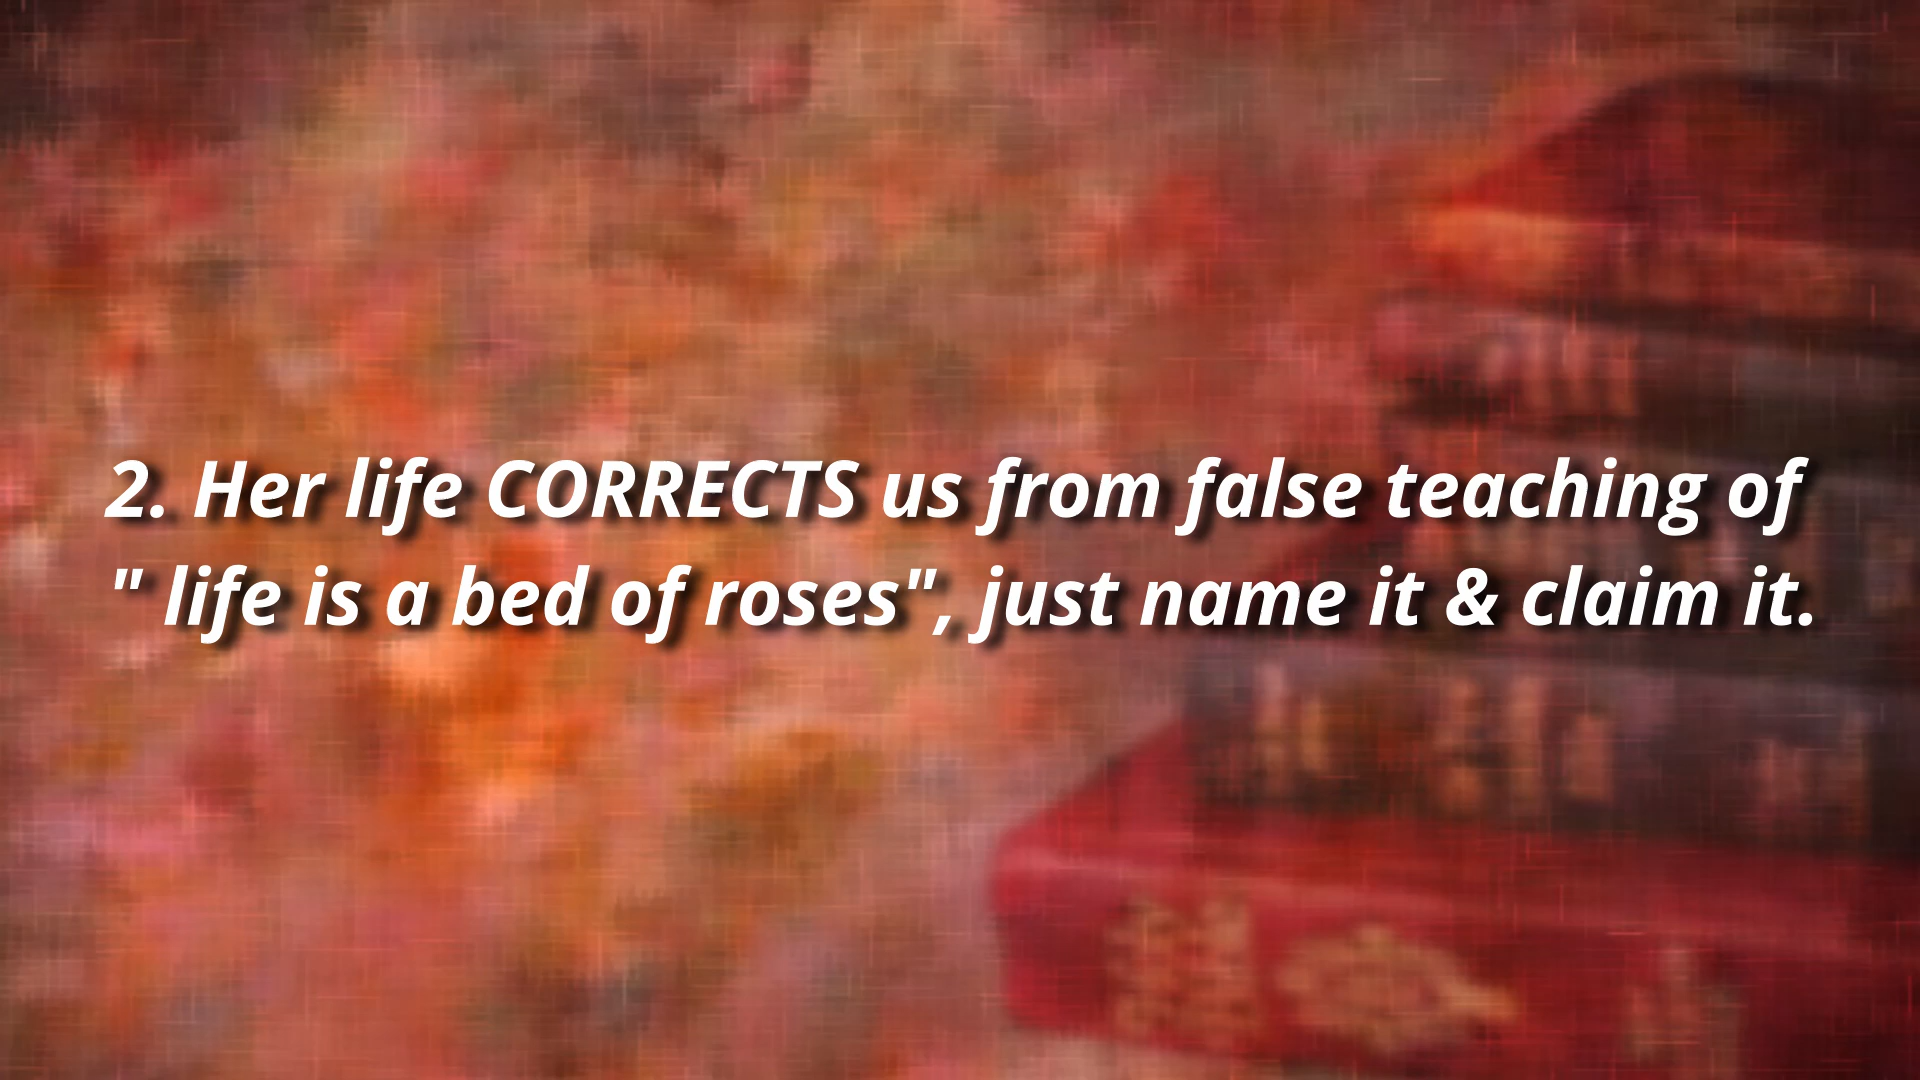 2. Her life CORRECTS us from false teaching of
" life is a bed of roses", just name it & claim it.